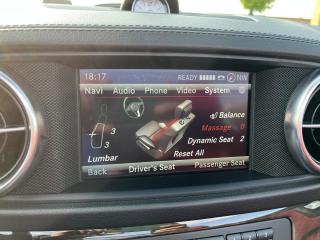 18:17 READY NW
Navi Audio Phone Video System
Balance
3 Massage 0
3 Dynamic Seat 2
Lumbar Reset All
Back Driver's Seat Passenger Seat